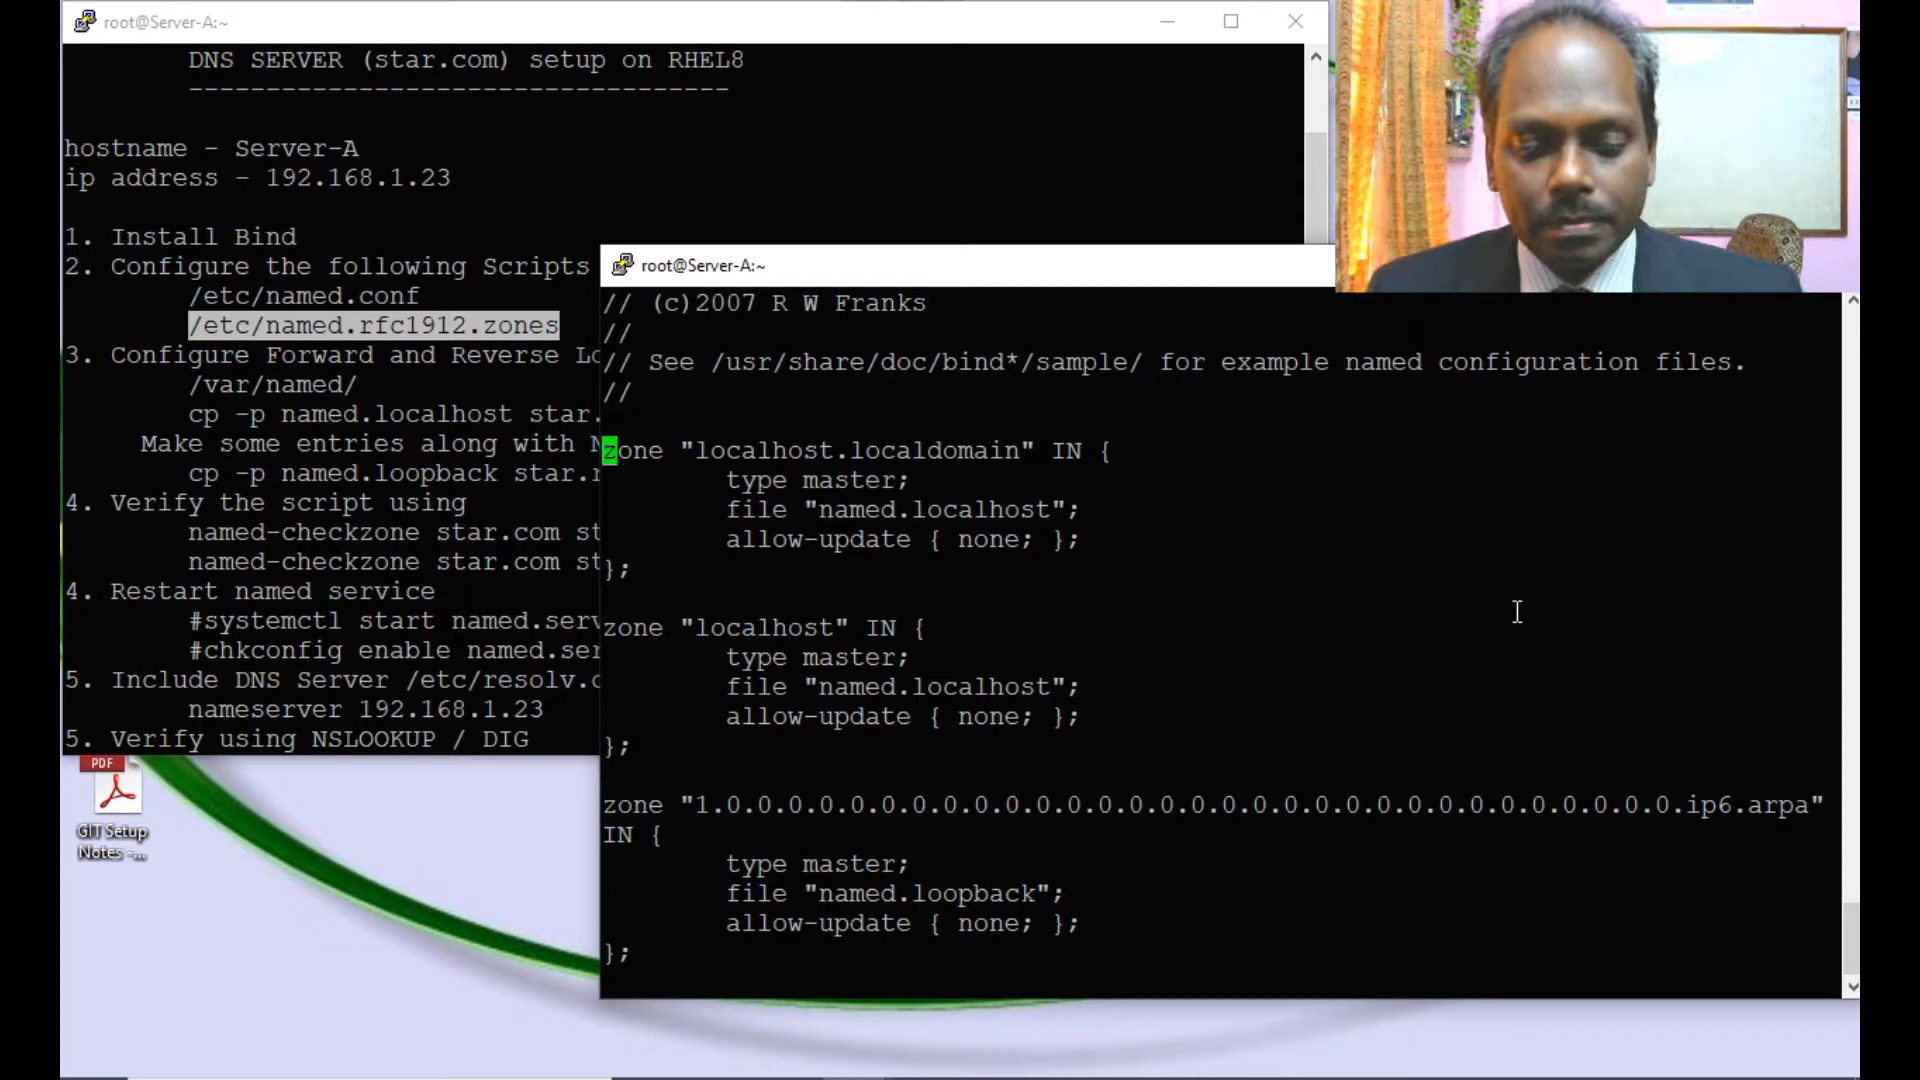 root@Server-A:~
DNS SERVER (star.com) setup on RHEL8
-----------------------------------
hostname - Server-A
ip address - 192.168.1.23
1. Install Bind
2. Configure the following Scripts
/etc/named.conf
/etc/named.rfc1912.zones
3. Configure Forward and Reverse Lo
/var/named/
cp -p named.localhost star.
Make some entries along with N
cp -p named.loopback star.r
4. Verify the script using
named-checkzone star.com st
named-checkzone star.com st
4. Restart named service
#systemctl start named.serv
#chkconfig enable named.ser
5. Include DNS Server /etc/resolv.c
nameserver 192.168.1.23
5. Verify using NSLOOKUP / DIG
root@Server-A:~
// (c)2007 R W Franks
//
// See /usr/share/doc/bind*/sample/ for example named configuration files.
//
zone "localhost.localdomain" IN {
type master;
file "named.localhost";
allow-update { none; };
};
zone "localhost" IN {
type master;
file "named.localhost";
allow-update { none; };
};
zone "1.0.0.0.0.0.0.0.0.0.0.0.0.0.0.0.0.0.0.0.0.0.0.0.0.0.0.0.0.0.0.0.ip6.arpa"
IN {
type master;
file "named.loopback";
allow-update { none; };
};
PDF
GIT Setup
Notes -...